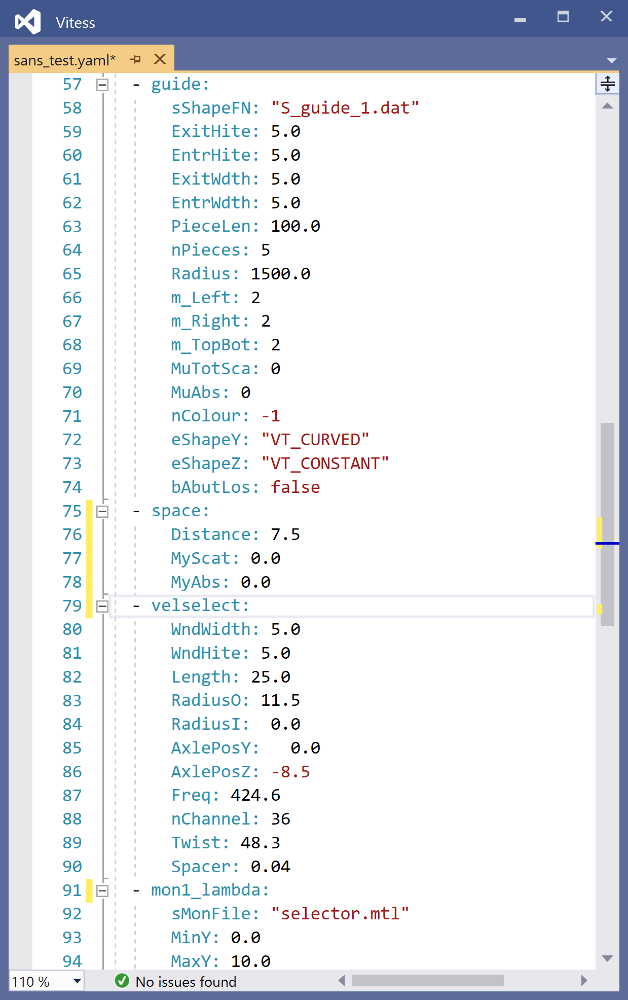 Vitess
sans_test.yaml*
57 - guide:
58 sShapeFN: "S_guide_1.dat"
59 ExitHite: 5.0
60 EntrHite: 5.0
61 ExitWdth: 5.0
62 EntrWdth: 5.0
63 PieceLen: 100.0
64 nPieces: 5
65 Radius: 1500.0
66 m_Left: 2
67 m_Right: 2
68 m_TopBot: 2
69 MuTotSca: 0
70 MuAbs: 0
71 nColour: -1
72 eShapeY: "VT_CURVED"
73 eShapeZ: "VT_CONSTANT"
74 bAbutLos: false
75 - space:
76 Distance: 7.5
77 MyScat: 0.0
78 MyAbs: 0.0
79 - velselect:
80 WndWidth: 5.0
81 WndHite: 5.0
82 Length: 25.0
83 RadiusO: 11.5
84 RadiusI:  0.0
85 AxlePosY:   0.0
86 AxlePosZ: -8.5
87 Freq: 424.6
88 nChannel: 36
89 Twist: 48.3
90 Spacer: 0.04
91 - mon1_lambda:
92 sMonFile: "selector.mtl"
93 MinY: 0.0
94 MaxY: 10.0
110 % No issues found